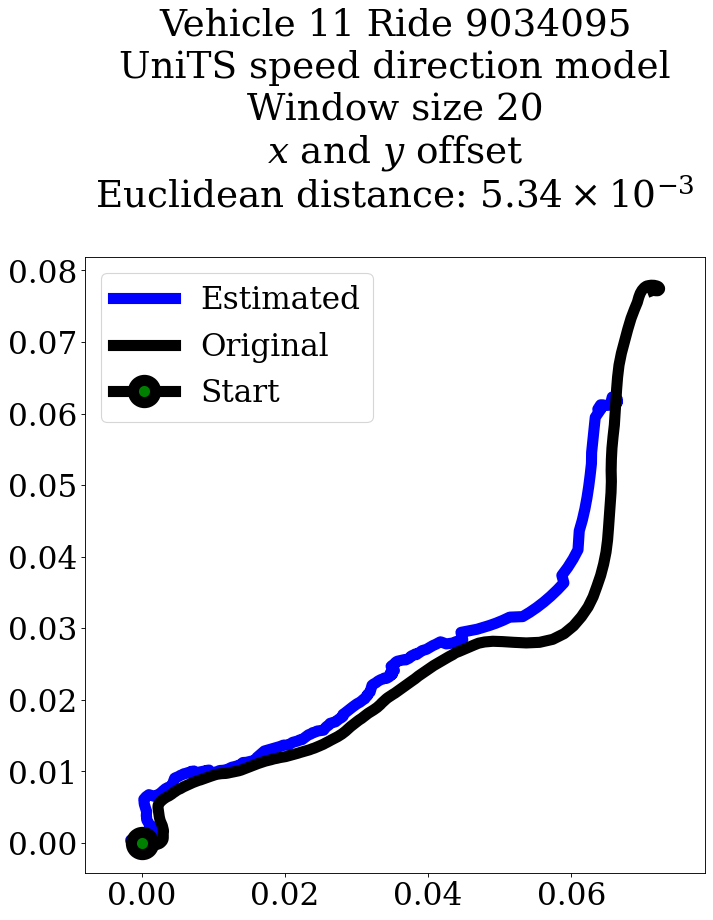 Vehicle 11 Ride 9034095
UniTS speed direction model
Window size 20
x and y offset
Euclidean distance: 5.34 × 10⁻³
Estimated
Original
Start
0.08
0.07
0.06
0.05
0.04
0.03
0.02
0.01
0.00
0.00 0.02 0.04 0.06